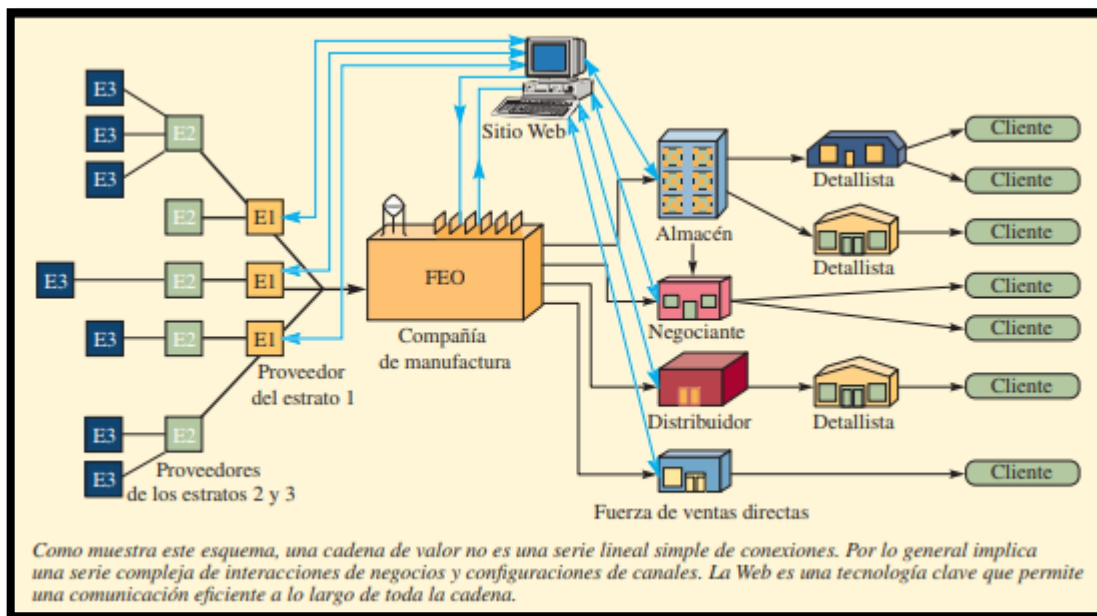 Sitio Web
E3
E3
E3
E2
E2
E1
E3
E2
E1
E3
E2
E1
E3
E3
E2
Proveedor
del estrato 1
Proveedores
de los estratos 2 y 3
FEO
Compañía
de manufactura
Almacén
Negociante
Distribuidor
Fuerza de ventas directas
Detallista
Detallista
Detallista
Cliente
Cliente
Cliente
Cliente
Cliente
Cliente
Cliente
Como muestra este esquema, una cadena de valor no es una serie lineal simple de conexiones. Por lo general implica
una serie compleja de interacciones de negocios y configuraciones de canales. La Web es una tecnología clave que permite
una comunicación eficiente a lo largo de toda la cadena.